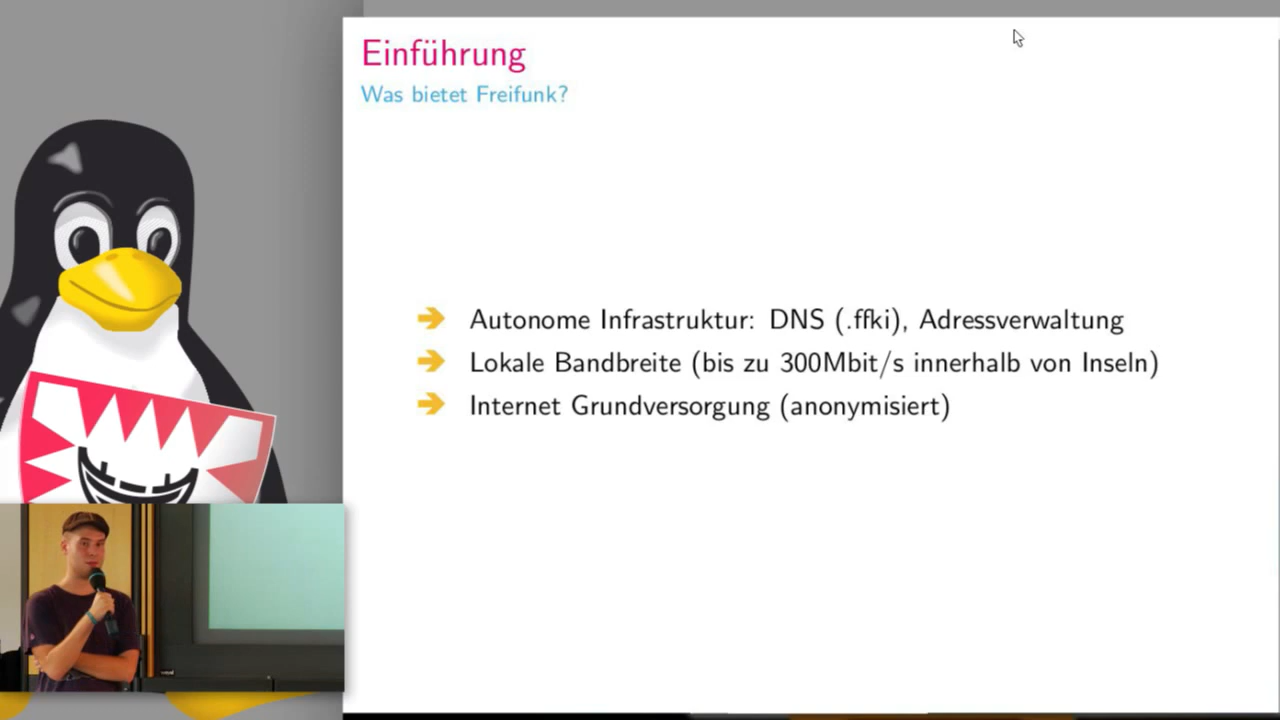 Einführung
Was bietet Freifunk?
Autonome Infrastruktur: DNS (.ffki), Adressverwaltung
Lokale Bandbreite (bis zu 300Mbit/s innerhalb von Inseln)
Internet Grundversorgung (anonymisiert)